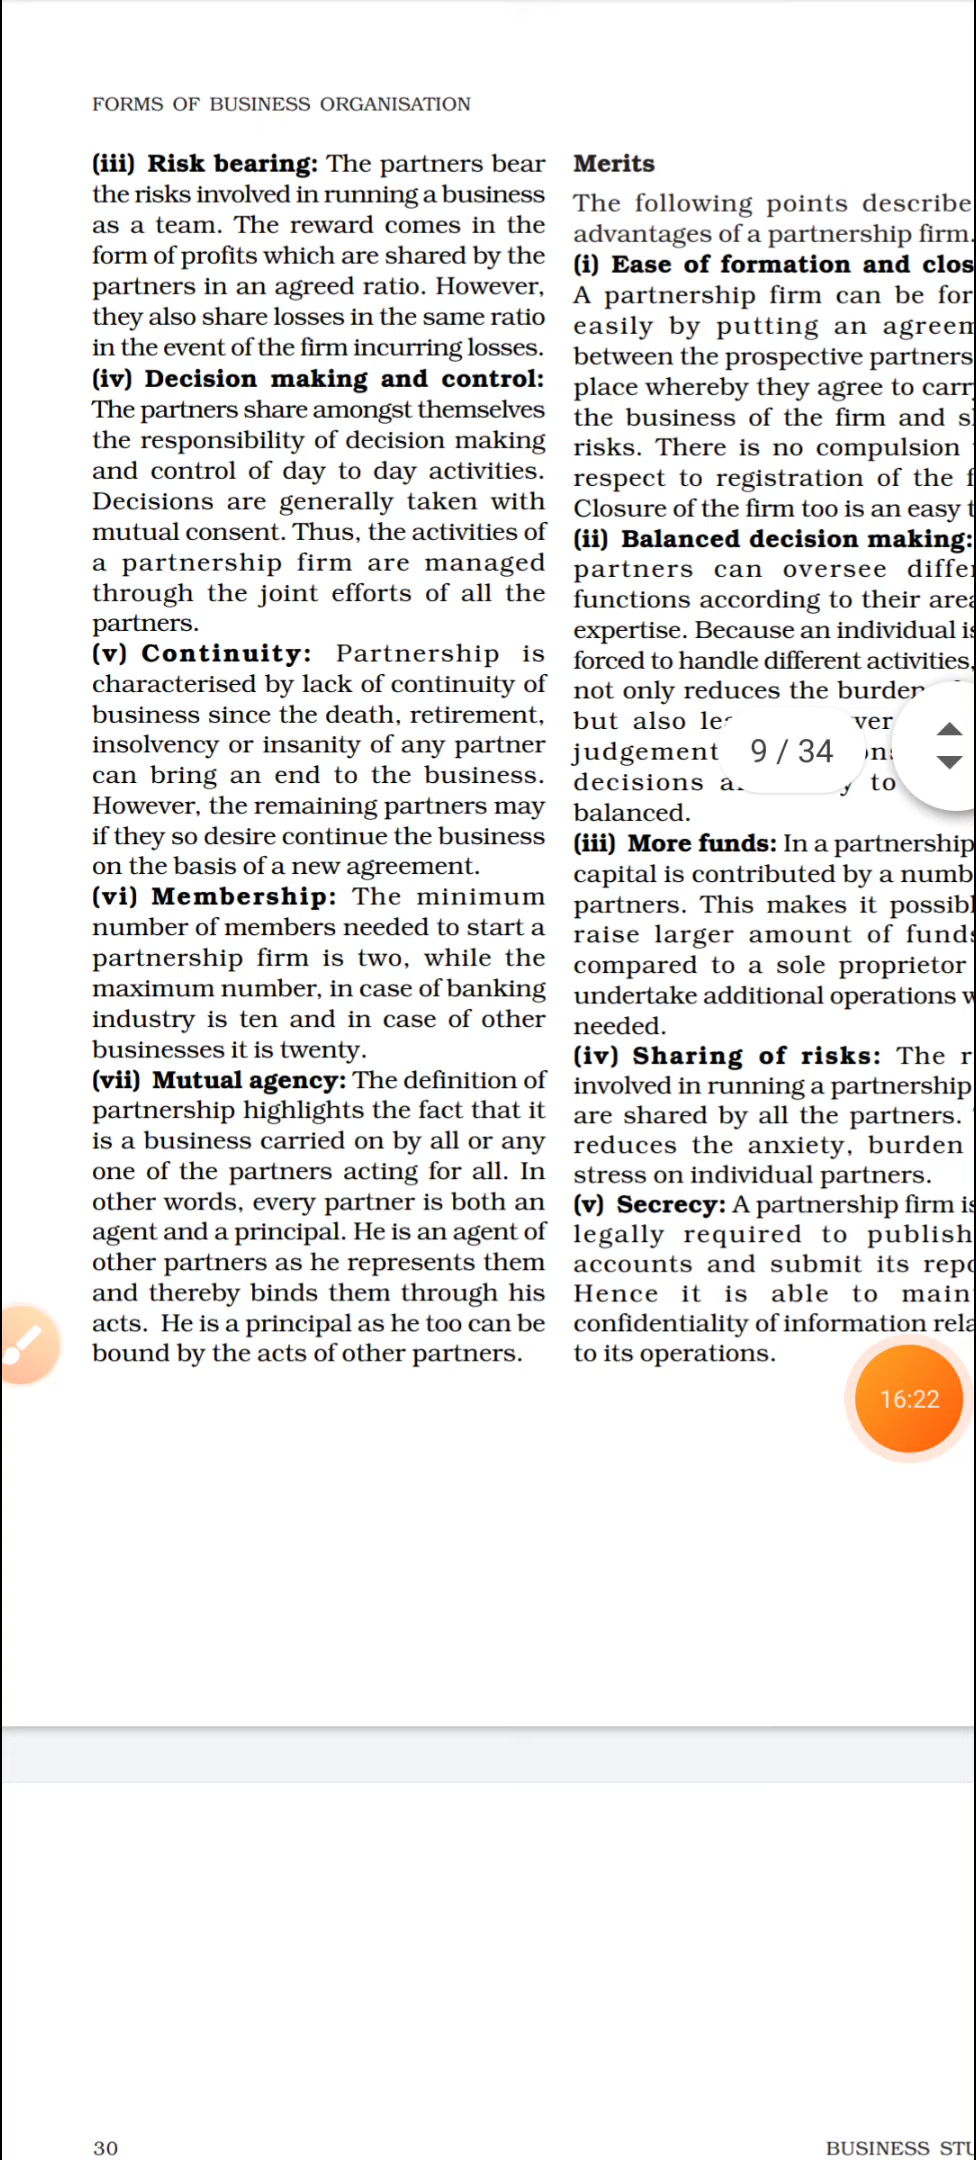 FORMS OF BUSINESS ORGANISATION
(iii) Risk bearing: The partners bear
the risks involved in running a business
as a team. The reward comes in the
form of profits which are shared by the
partners in an agreed ratio. However,
they also share losses in the same ratio
in the event of the firm incurring losses.
(iv) Decision making and control:
The partners share amongst themselves
the responsibility of decision making
and control of day to day activities.
Decisions are generally taken with
mutual consent. Thus, the activities of
a partnership firm are managed
through the joint efforts of all the
partners.
(v) Continuity: Partnership is
characterised by lack of continuity of
business since the death, retirement,
insolvency or insanity of any partner
can bring an end to the business.
However, the remaining partners may
if they so desire continue the business
on the basis of a new agreement.
(vi) Membership: The minimum
number of members needed to start a
partnership firm is two, while the
maximum number, in case of banking
industry is ten and in case of other
businesses it is twenty.
(vii) Mutual agency: The definition of
partnership highlights the fact that it
is a business carried on by all or any
one of the partners acting for all. In
other words, every partner is both an
agent and a principal. He is an agent of
other partners as he represents them
and thereby binds them through his
acts. He is a principal as he too can be
bound by the acts of other partners.
Merits
The following points describe
advantages of a partnership firm.
(i) Ease of formation and clos
A partnership firm can be for
easily by putting an agreem
between the prospective partners
place whereby they agree to carry
the business of the firm and
risks. There is no compulsion
respect to registration of the f
Closure of the firm too is an easy t
(ii) Balanced decision making:
partners can oversee
functions according to their area
expertise. Because an individual is
forced to handle different activities,
not only reduces the burden
but also
judgement
decisions to
balanced.
9 / 34
(iii) More funds: In a partnership
capital is contributed by a numb
partners. This makes it possibl
raise larger amount of funds
compared to a sole proprietor
undertake additional operations w
needed.
(iv) Sharing of risks: The r
involved in running a partnership
are shared by all the partners.
reduces the anxiety, burden
stress on individual partners.
(v) Secrecy: A partnership firm is
legally required to publish
accounts and submit its repo
Hence it is able to main
confidentiality of information rela
to its operations.
16:22
30
BUSINESS STU